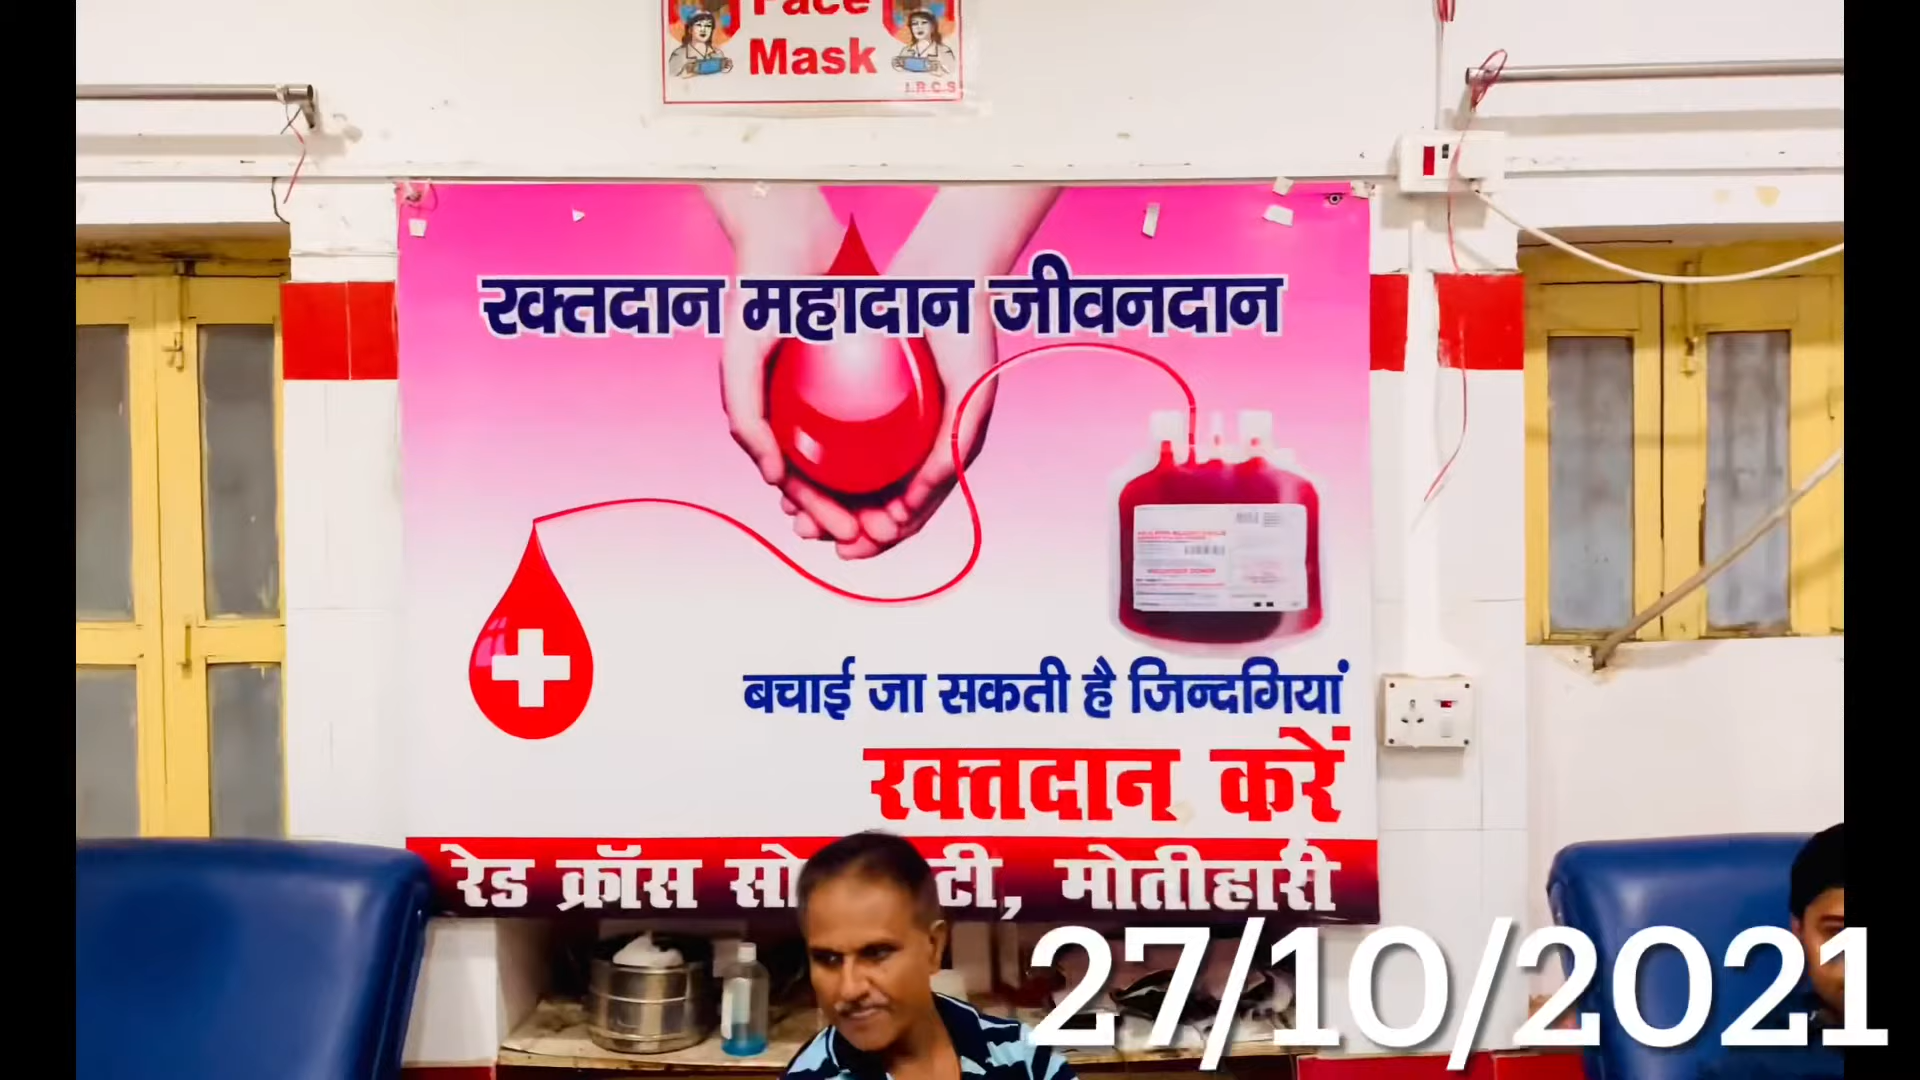 Face
Mask
I.R.C.S
रक्तदान महादान जीवनदान
बचाई जा सकती है जिन्दगियां
रक्तदान करें
रेड क्रॉस मोतीहारी
27/10/2021